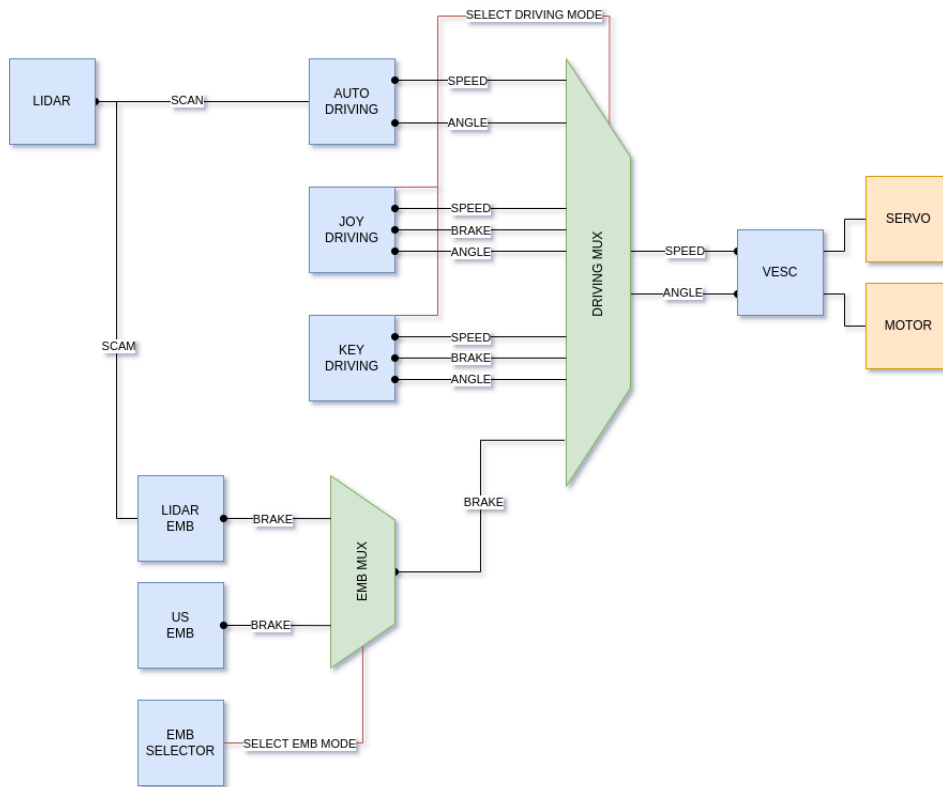 SELECT DRIVING MODE
LIDAR
SCAN
AUTO
DRIVING
SPEED
ANGLE
JOY
DRIVING
SPEED
BRAKE
ANGLE
KEY
DRIVING
SPEED
BRAKE
ANGLE
DRIVING MUX
SPEED
ANGLE
VESC
SERVO
MOTOR
SCAM
LIDAR
EMB
BRAKE
US
EMB
BRAKE
EMB MUX
BRAKE
EMB
SELECTOR
SELECT EMB MODE